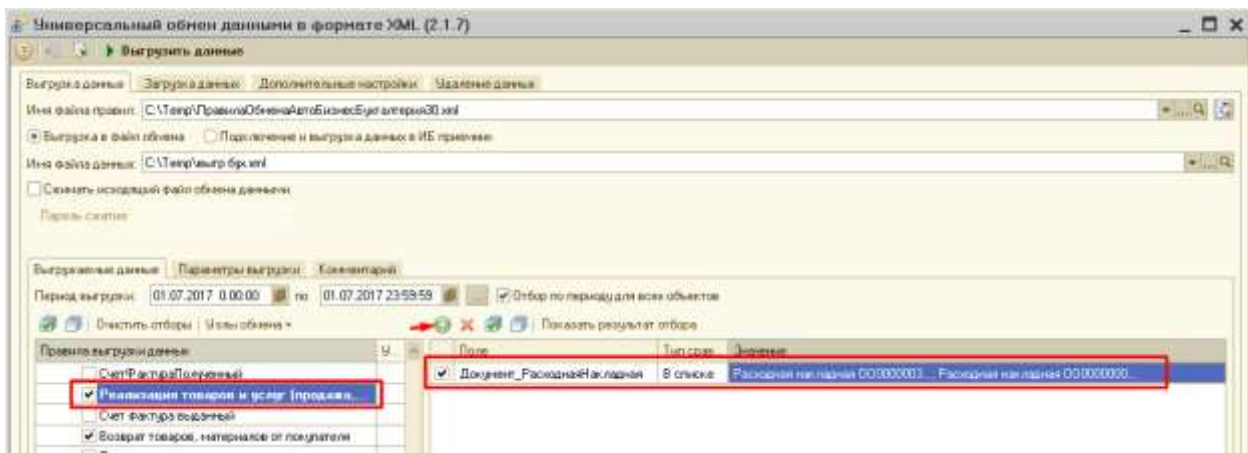 Универсальный обмен данными в формате XML (2.1.7)
Выгрузить данные
Выгрузка данных Загрузка данных Дополнительные настройки Удаление данных
Имя файла правил: C:\Temp\ПравилаОбменаАвтоБизнесБухгалтерия30.xml
Выгрузка в файл обмена Подключение и выгрузка данных в ИБ приемник
Имя файла данных: C:\Temp\выгр бух.xml
Сжимать исходящий файл обмена данными
Пароль сжатия:
Выгружаемые данные Параметры выгрузки Комментарий
Период выгрузки: 01.07.2017 0:00:00 по 01.07.2017 23:59:59 Отбор по периоду для всех объектов
Очистить отборы Узлы обмена Показать результат отбора
Правила выгрузки данных У... Поле Тип срав... Значение
СчетФактураПолученный
Документ_РасходнаяНакладная В списке Расходная накладная ОО00000003... Расходная накладная
Реализация товаров и услуг (продажа...
Счет фактура выданный
Возврат товаров, материалов от покупателя